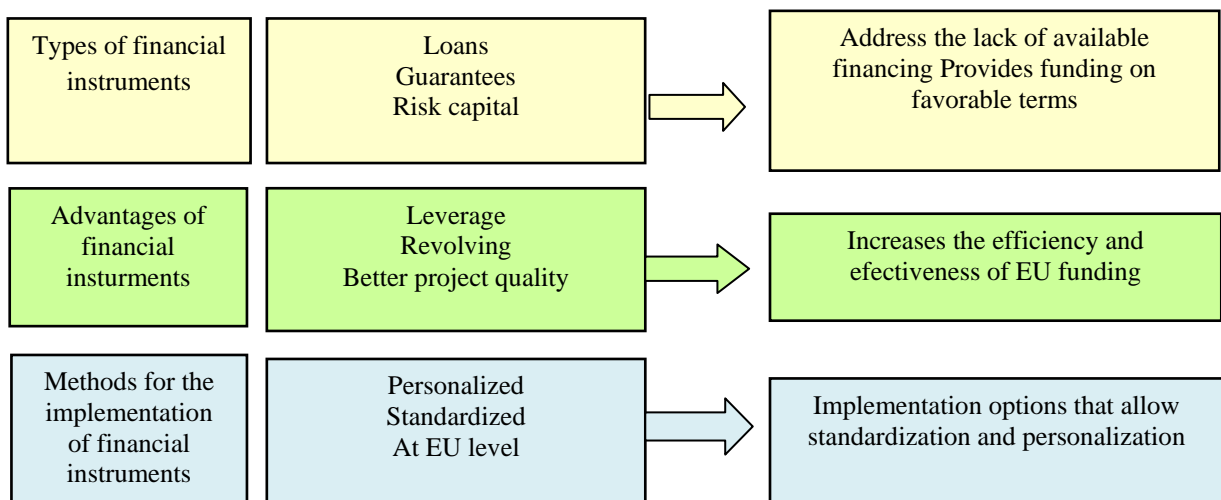 Types of financial
instruments
Loans
Guarantees
Risk capital
Address the lack of available
financing Provides funding on
favorable terms
Advantages of
financial
insturments
Leverage
Revolving
Better project quality
Increases the efficiency and
efectiveness of EU funding
Methods for the
implementation
of financial
instruments
Personalized
Standardized
At EU level
Implementation options that allow
standardization and personalization